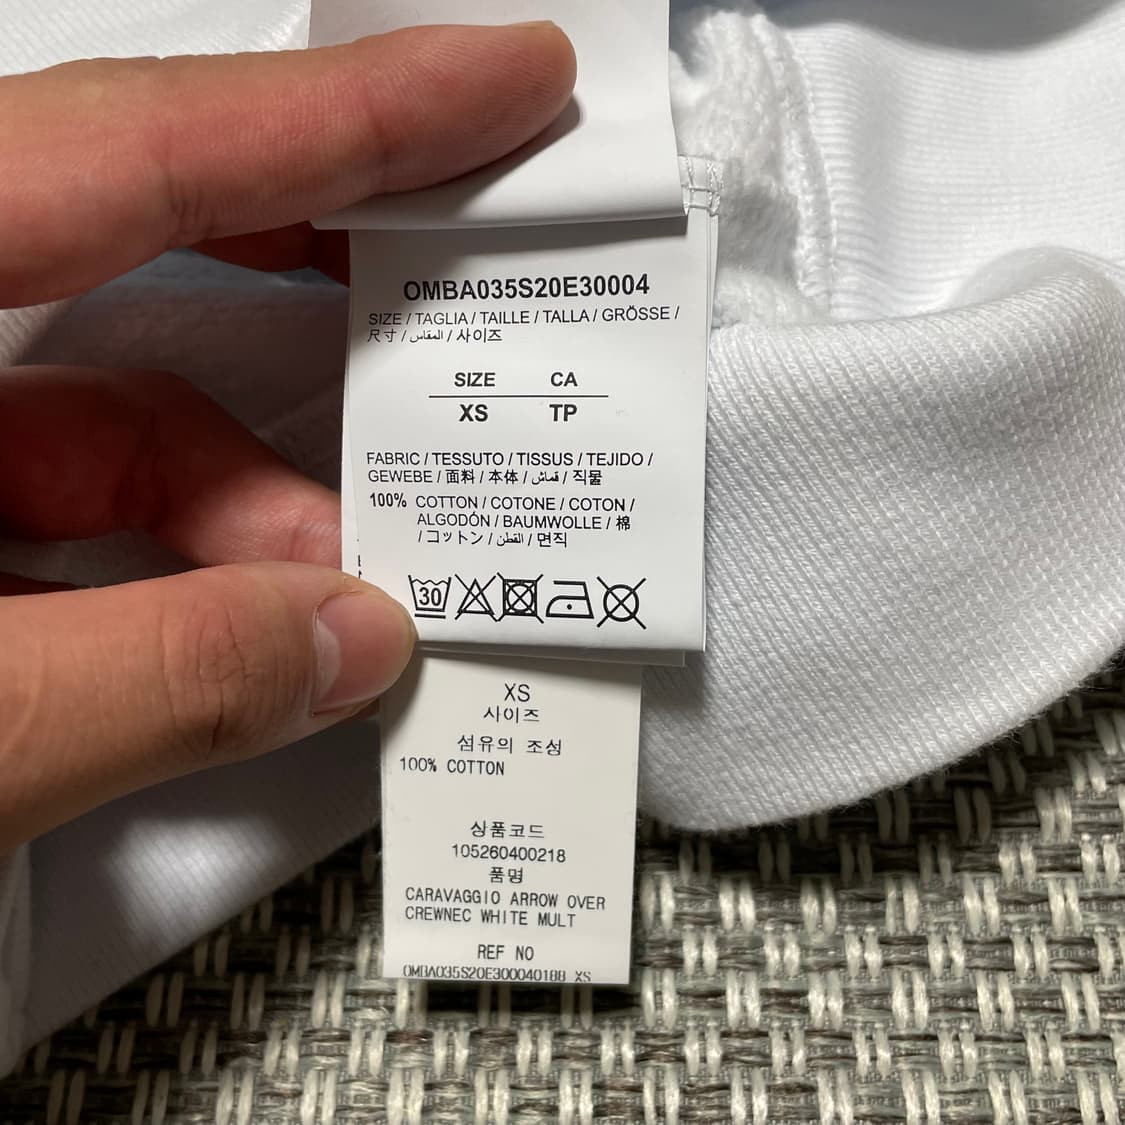 OMBA035S20E30004
SIZE / TAGLIA / TAILLE / TALLA / GRÖSSE /
尺寸 / المقاس / 사이즈
SIZE CA
XS TP
FABRIC / TESSUTO / TISSUS / TEJIDO /
GEWEBE / 面料 / 本体 / قماش / 직물
100% COTTON / COTONE / COTON /
ALGODÓN / BAUMWOLLE / 棉
/ コットン / القطن / 면직
30
XS
사이즈
섬유의 조성
100% COTTON
상품코드
105260400218
품명
CARAVAGGIO ARROW OVER
CREWNEC WHITE MULT
REF NO
OMBA035S20E300040188 XS